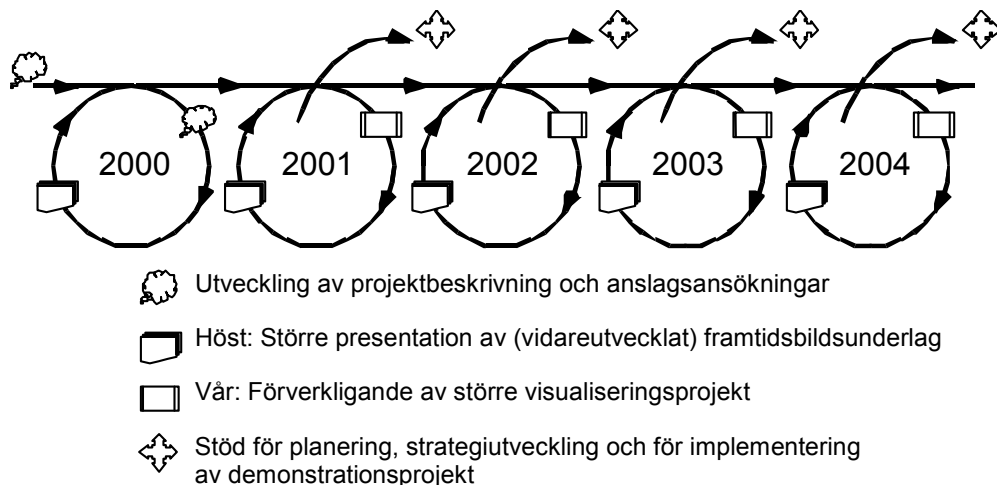 2000 2001 2002 2003 2004
Utveckling av projektbeskrivning och anslagsansökningar
Höst: Större presentation av (vidareutvecklat) framtidsbildsunderlag
Vår: Förverkligande av större visualiseringsprojekt
Stöd för planering, strategiutveckling och för implementering
av demonstrationsprojekt